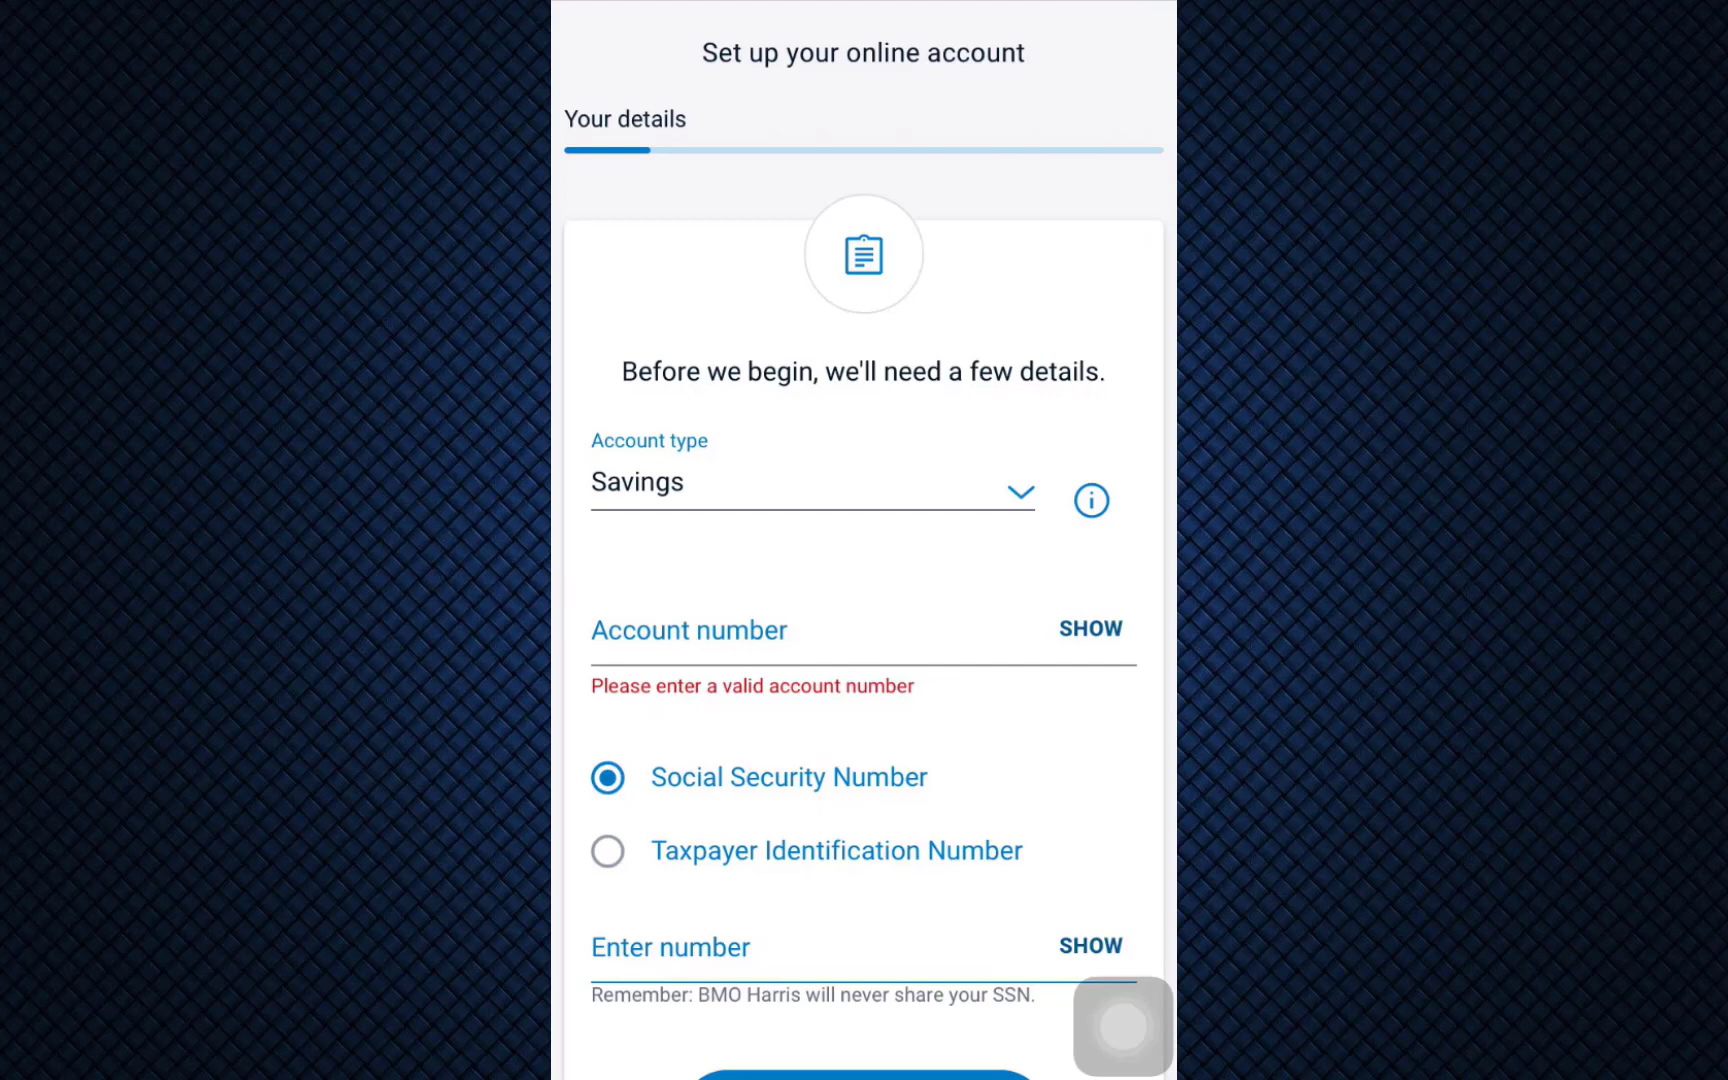 Set up your online account
Your details
Before we begin, we'll need a few details.
Account type
Savings
Account number SHOW
Please enter a valid account number
Social Security Number
Taxpayer Identification Number
Enter number SHOW
Remember: BMO Harris will never share your SSN.